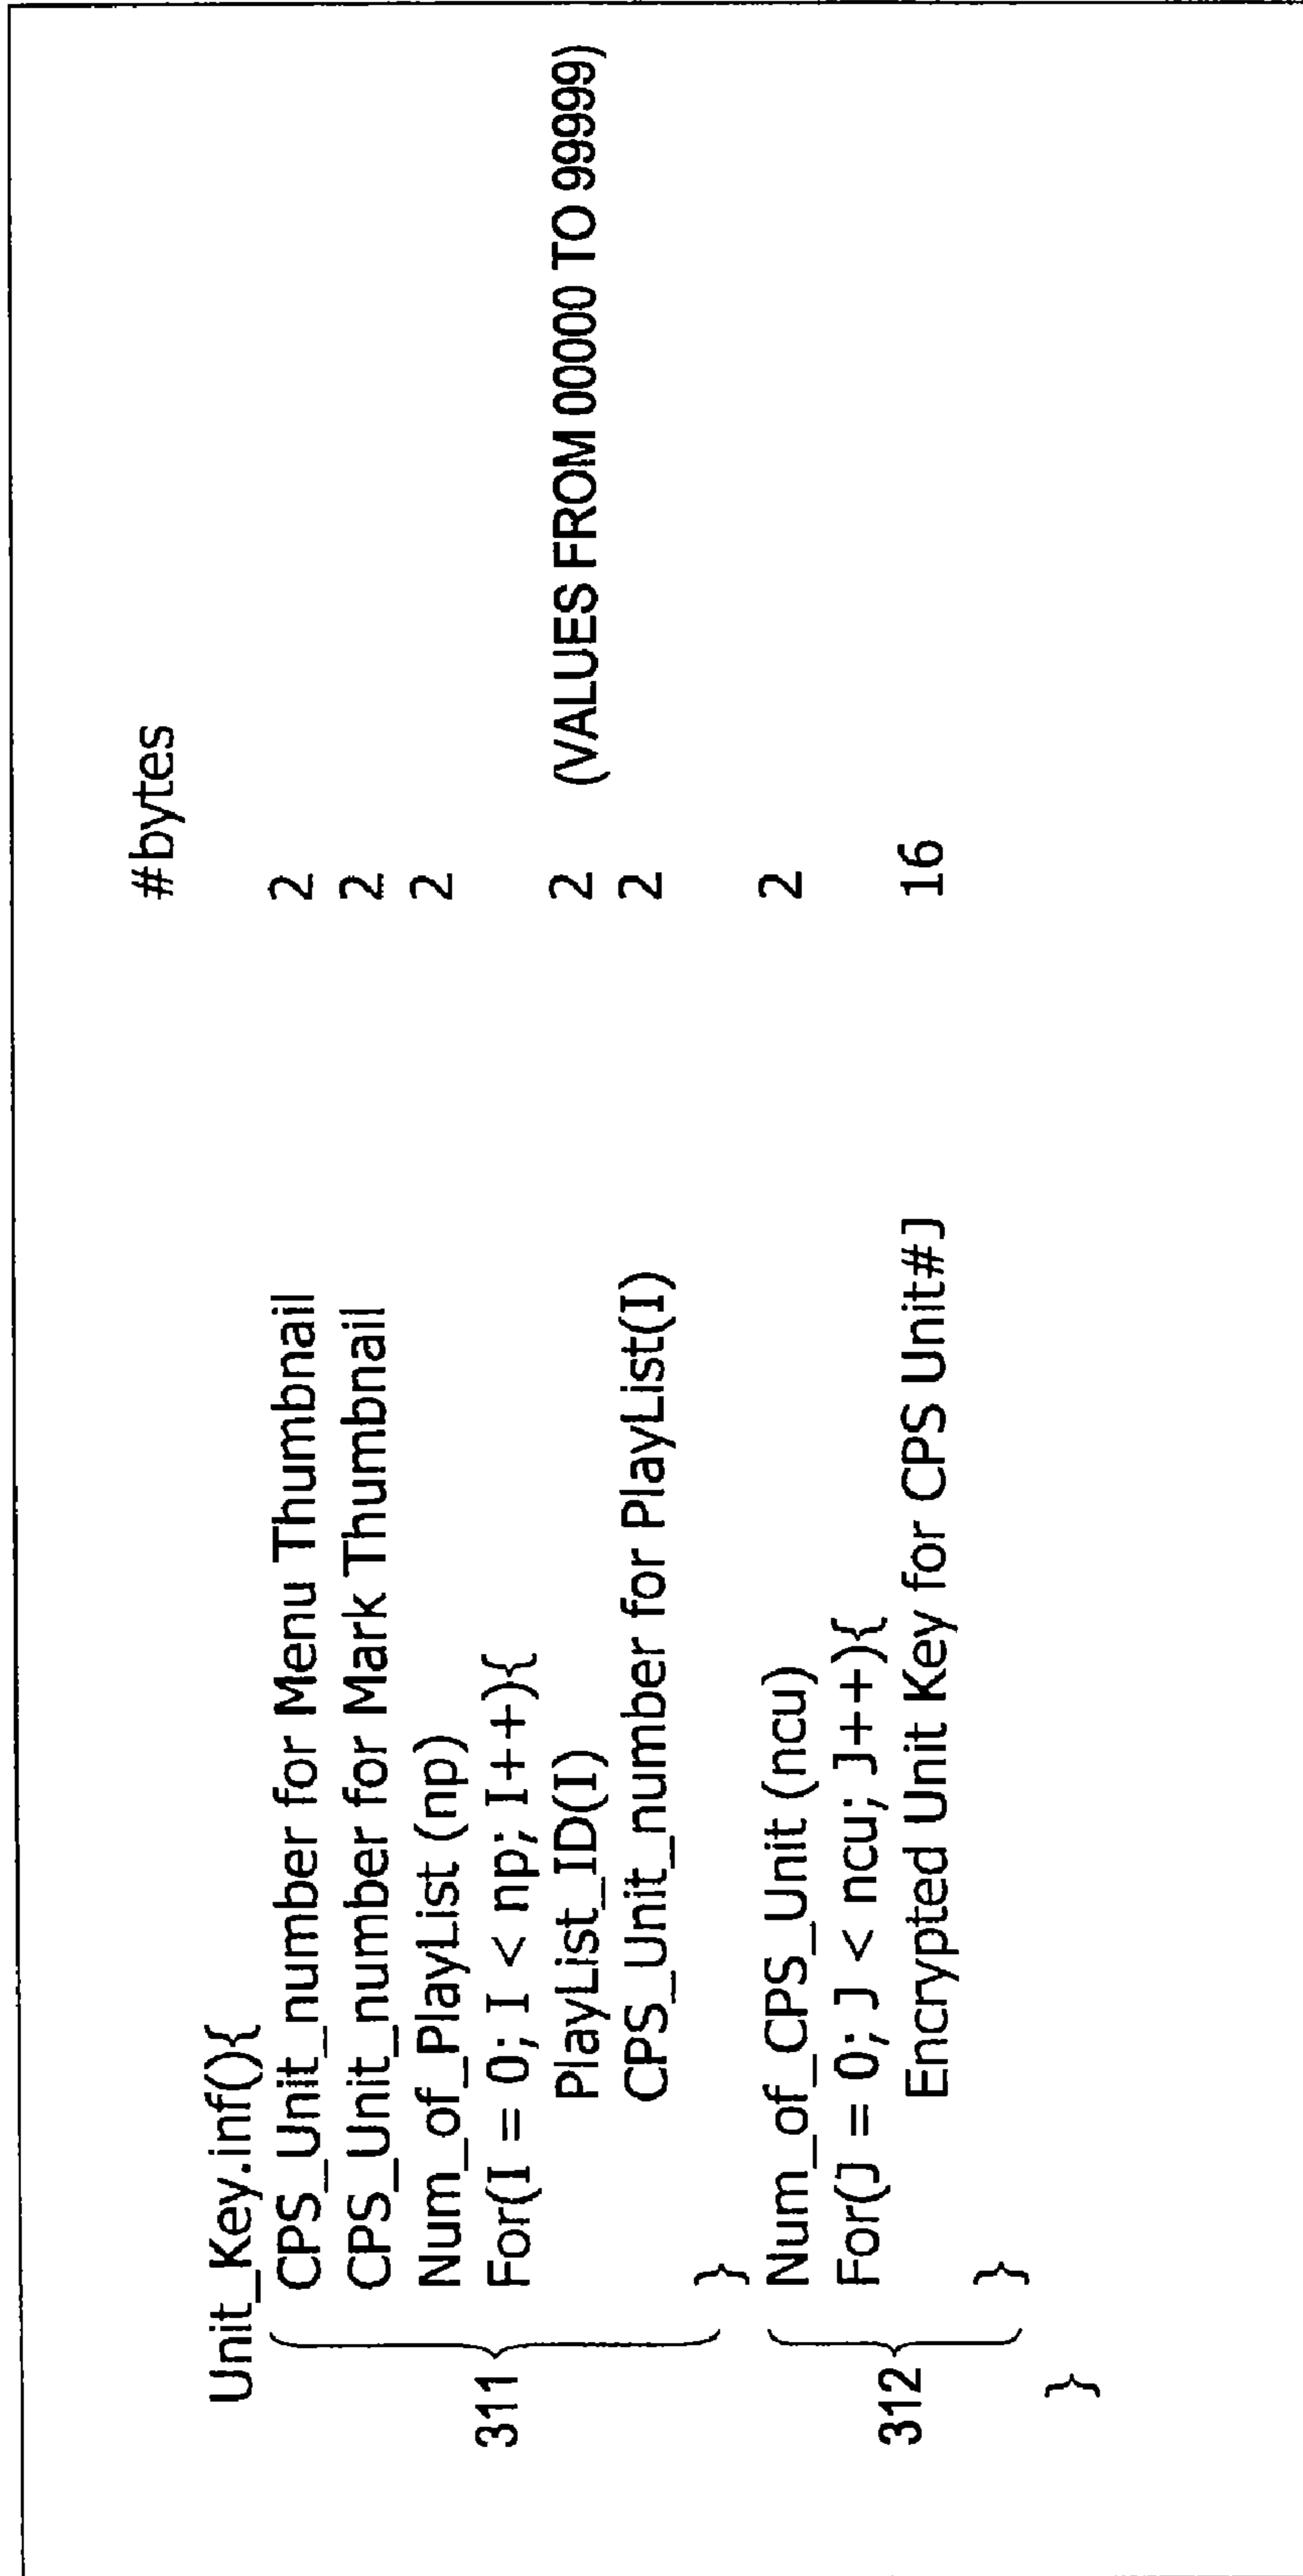 #bytes
Unit_Key.inf(){
CPS_Unit_number for Menu Thumbnail 2
CPS_Unit_number for Mark Thumbnail 2
Num_of_PlayList (np) 2
For(I = 0; I < np; I++){
PlayList_ID(I) 2 (VALUES FROM 00000 TO 99999)
CPS_Unit_number for PlayList(I) 2
}
311
Num_of_CPS_Unit (ncu) 2
For(J = 0; J < ncu; J++){
Encrypted Unit Key for CPS Unit#J 16
}
312
}